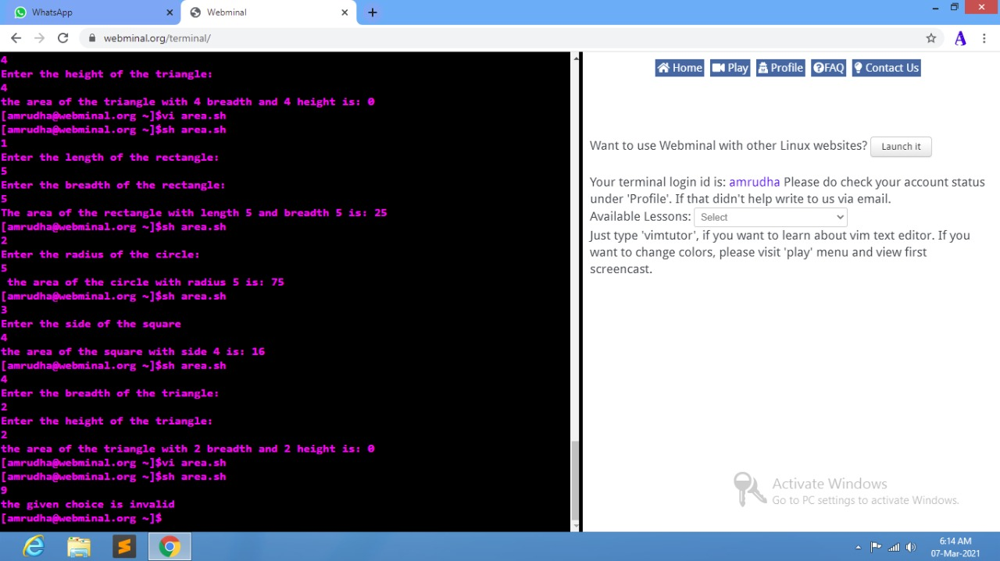 WhatsApp
Webminal
webminal.org/terminal/
4
Enter the height of the triangle:
4
the area of the triangle with 4 breadth and 4 height is: 0
[amrudha@webminal.org ~]$vi area.sh
[amrudha@webminal.org ~]$sh area.sh
1
Enter the length of the rectangle:
5
Enter the breadth of the rectangle:
5
The area of the rectangle with length 5 and breadth 5 is: 25
[amrudha@webminal.org ~]$sh area.sh
2
Enter the radius of the circle:
5
 the area of the circle with radius 5 is: 75
[amrudha@webminal.org ~]$sh area.sh
3
Enter the side of the square
4
the area of the square with side 4 is: 16
[amrudha@webminal.org ~]$sh area.sh
4
Enter the breadth of the triangle:
2
Enter the height of the triangle:
2
the area of the triangle with 2 breadth and 2 height is: 0
[amrudha@webminal.org ~]$vi area.sh
[amrudha@webminal.org ~]$sh area.sh
9
the given choice is invalid
[amrudha@webminal.org ~]$
Home Play Profile FAQ Contact Us
Want to use Webminal with other Linux websites? Launch it
Your terminal login id is: amrudha Please do check your account status
under 'Profile'. If that didn't help write to us via email.
Available Lessons: Select
Just type 'vimtutor', if you want to learn about vim text editor. If you
want to change colors, please visit 'play' menu and view first
screencast.
Activate Windows
Go to PC settings to activate Windows.
6:14 AM
07-Mar-2021